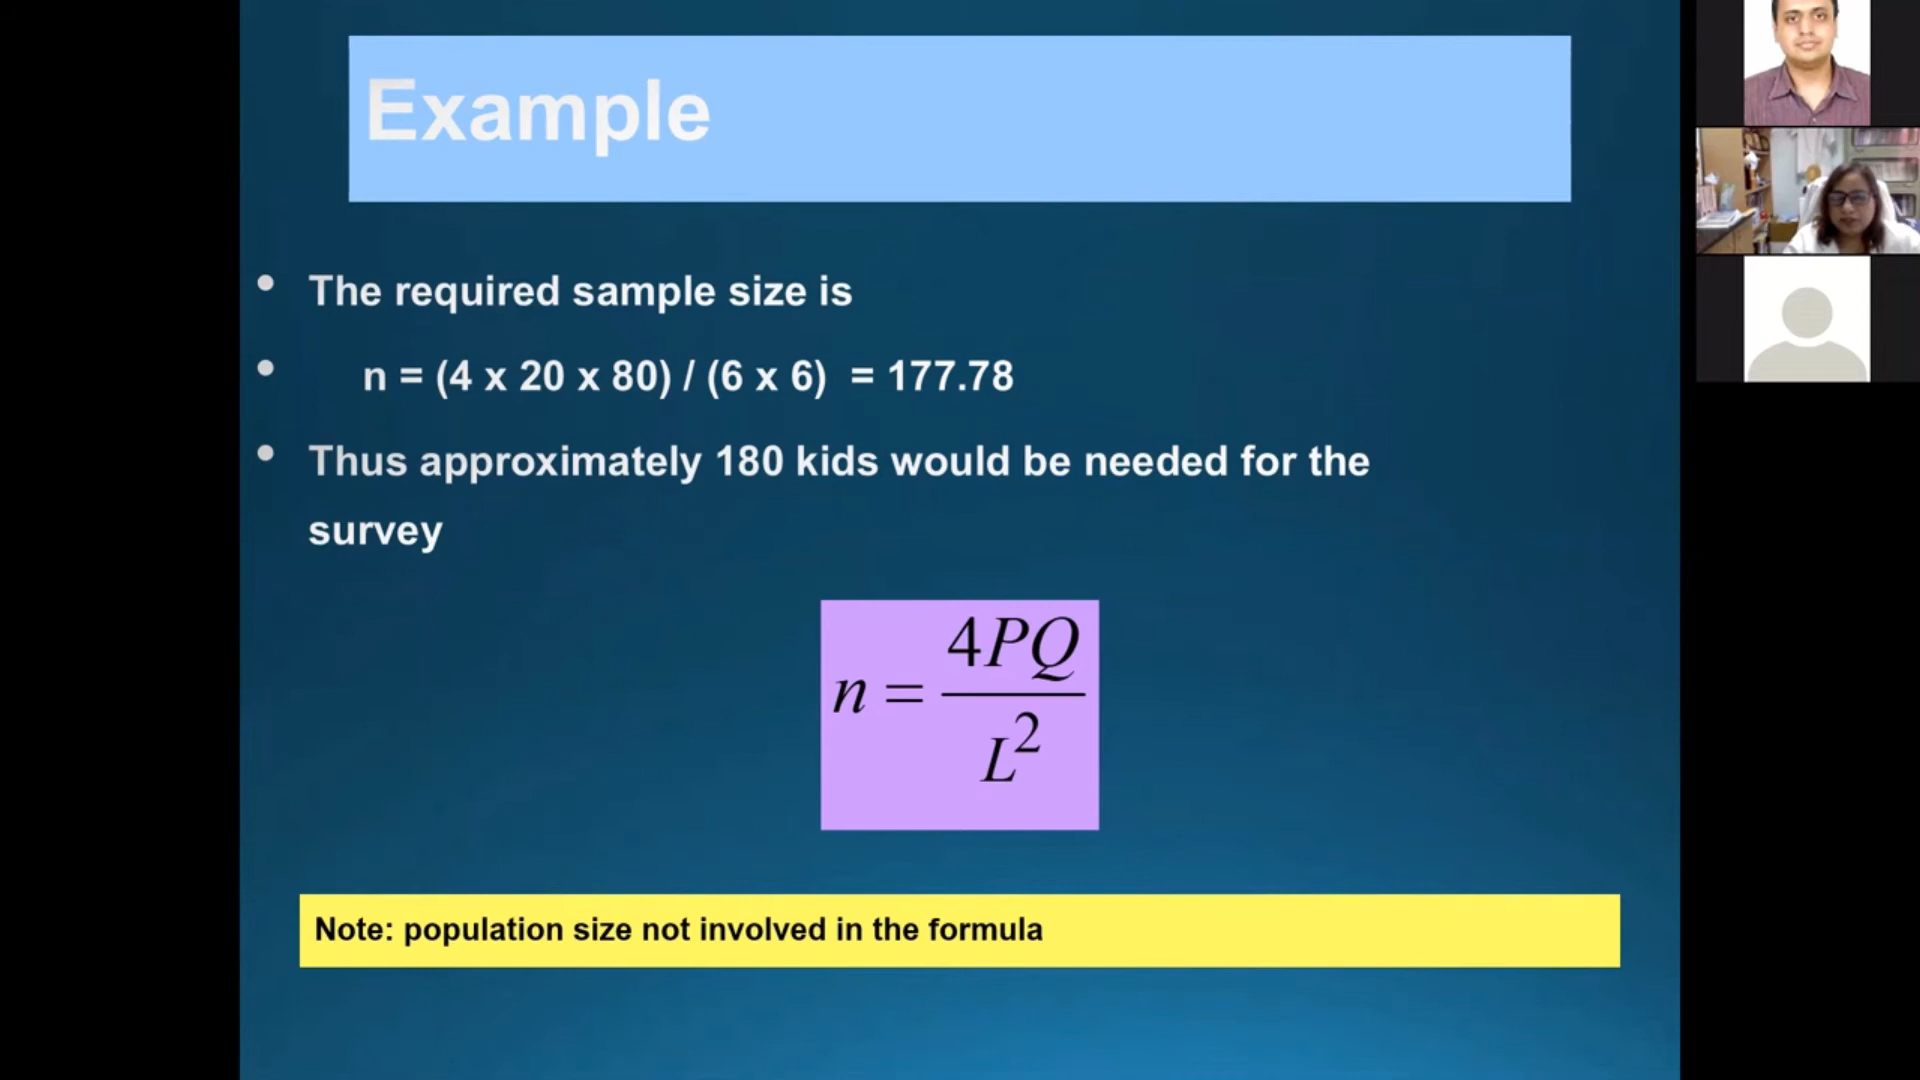 Example
• The required sample size is
• n = (4 x 20 x 80) / (6 x 6) = 177.78
• Thus approximately 180 kids would be needed for the
survey
n = 4PQ / L²
Note: population size not involved in the formula